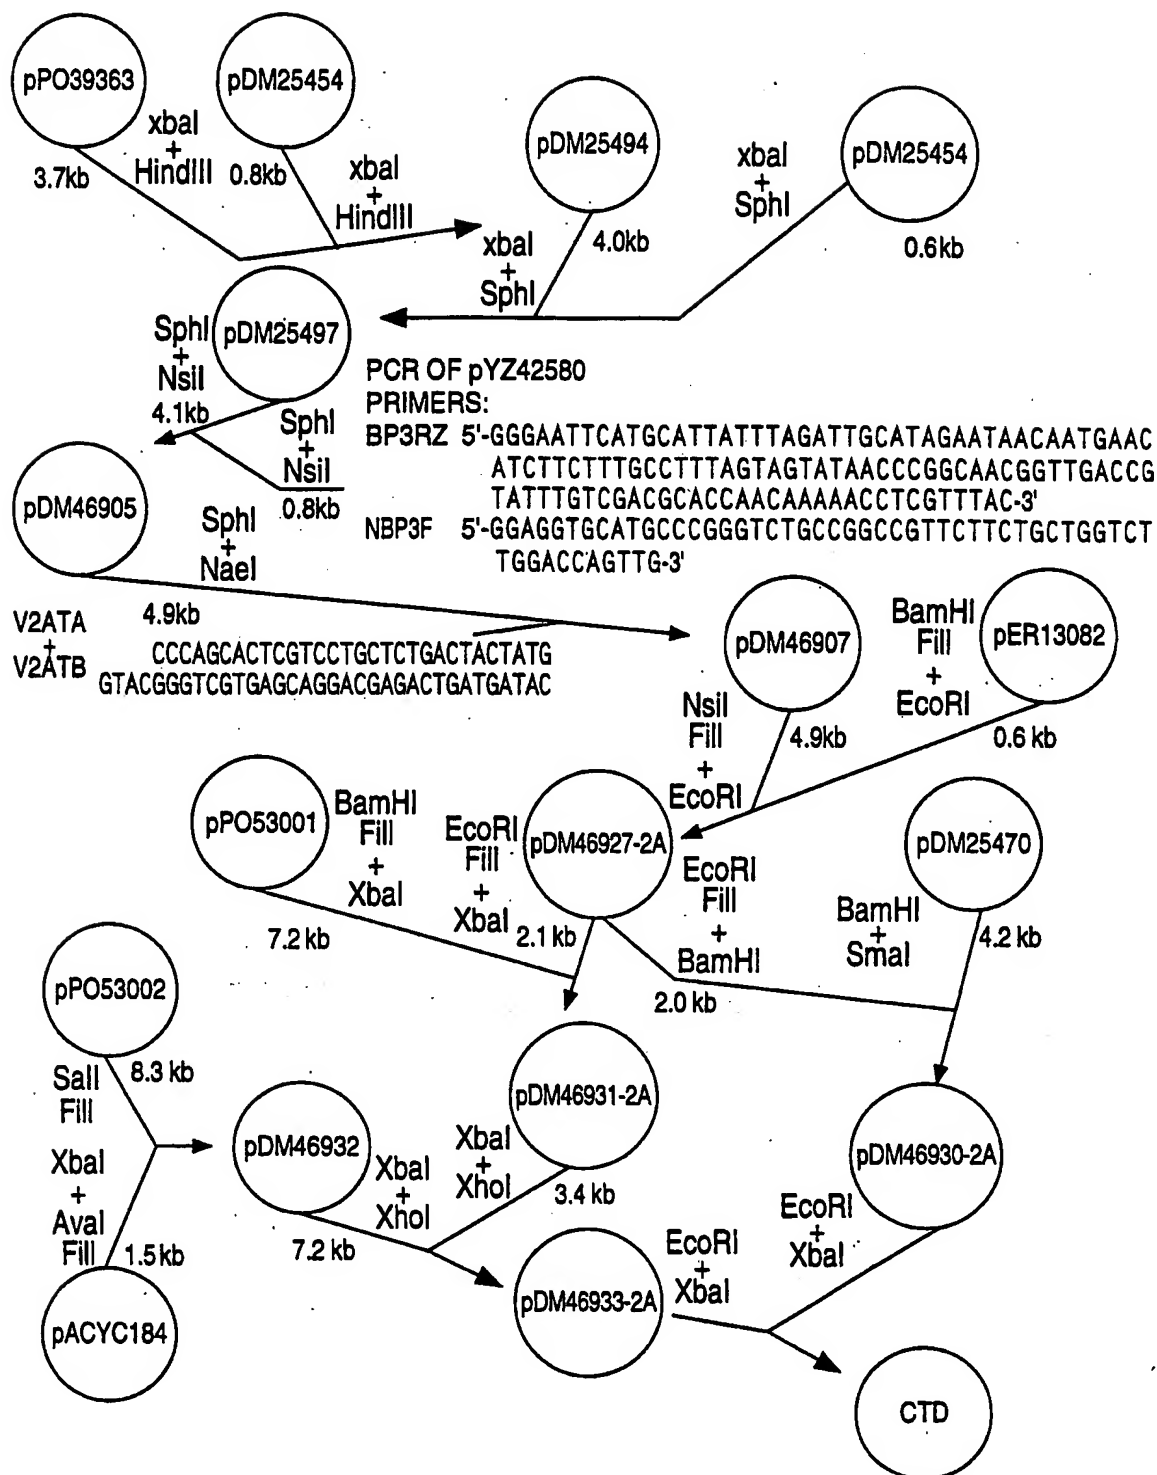 pPO39363
pDM25454
xbaI
+
HindIII
3.7kb
0.8kb
xbaI
+
HindIII
pDM25494
xbaI
+
SphI
pDM25454
4.0kb
0.6kb
xbaI
+
SphI
SphI
+
NsiI
pDM25497
4.1kb
SphI
+
NsiI
0.8kb
PCR OF pYZ42580
PRIMERS:
BP3RZ 5'-GGGAATTCATGCATTATTTAGATTGCATAGAATAACAATGAAC
ATCTTCTTTGCCTTTAGTAGTATAACCCGGCAACGGTTGACCG
TATTTGTCGACGCACCAACAAAAACCTCGTTTAC-3'
NBP3F 5'-GGAGGTGCATGCCCGGGTCTGCCGGCCGTTCTTCTGCTGGTCT
TGGACCAGTTG-3'
pDM46905
SphI
+
NaeI
4.9kb
V2ATA
+
V2ATB
CCCAGCACTCGTCCTGCTCTGACTACTATG
GTACGGGTCGTGAGCAGGACGAGACTGATGATAC
pDM46907
BamHI
Fill
+
EcoRI
pER13082
NsiI
Fill
+
EcoRI
4.9kb
0.6 kb
pPO53001
BamHI
Fill
+
XbaI
EcoRI
Fill
+
XbaI
pDM46927-2A
EcoRI
Fill
+
BamHI
pDM25470
BamHI
+
SmaI
7.2 kb
2.1 kb
2.0 kb
4.2 kb
pPO53002
8.3 kb
SalI
Fill
XbaI
+
AvaI
Fill
1.5 kb
pACYC184
pDM46932
XbaI
+
XhoI
7.2 kb
pDM46931-2A
XbaI
+
XhoI
3.4 kb
pDM46930-2A
EcoRI
+
XbaI
pDM46933-2A
EcoRI
+
XbaI
CTD